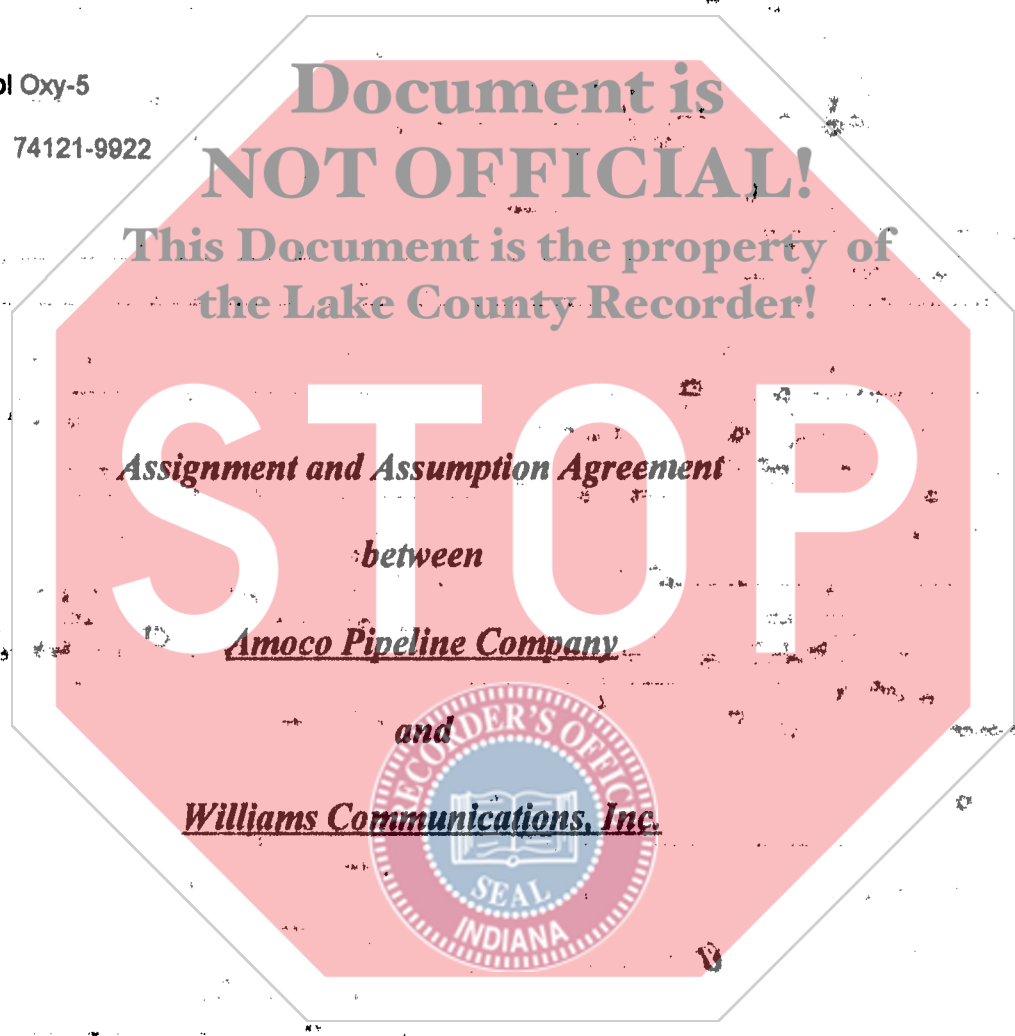 Oxy-5
74121-9922
Document is
NOT OFFICIAL!
This Document is the property of
the Lake County Recorder!
STOP
Assignment and Assumption Agreement
between
Amoco Pipeline Company
and
Williams Communications, Inc.
RECORDER'S OFFICE
SEAL
INDIANA